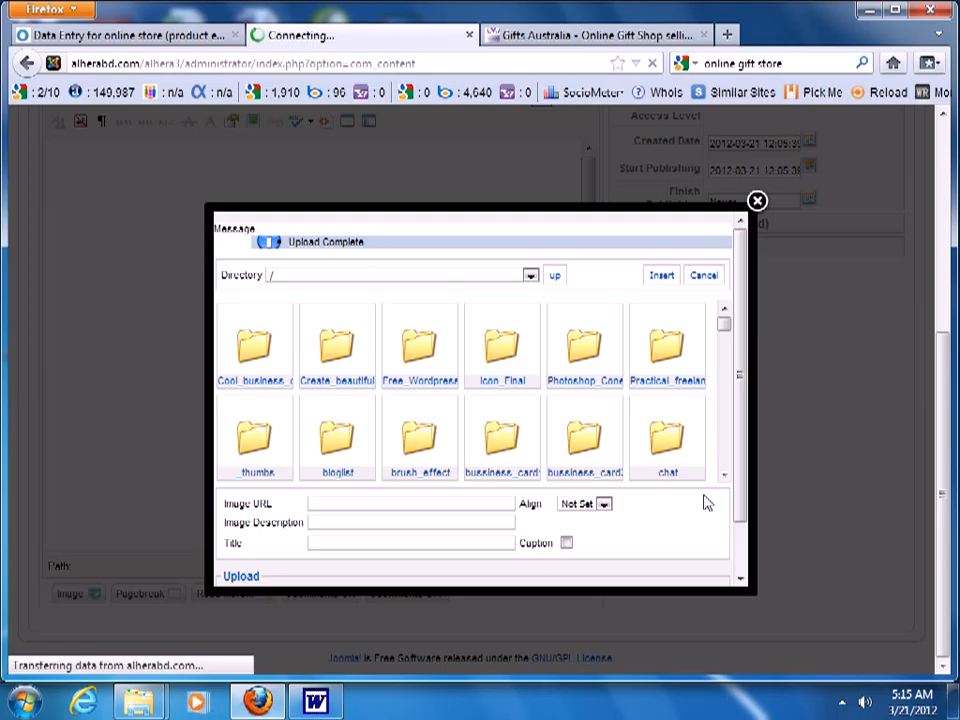 Firefox
Data Entry for online store (product e...
Connecting...
Gifts Australia - Online Gift Shop selli...
alherabd.com/alhera3/administrator/index.php?option=com_content
online gift store
: 2/10 : 149,987 : n/a : n/a : 1,910 : 96 : 0 : 0 : 4,640 : 0 SocioMeter Whois Similar Sites Pick Me Reload
Access Level
Created Date 2012-03-21 12:05:3
Start Publishing 2012-03-21 12:05:38
Finish
Message
Upload Complete
Directory / up Insert Cancel
Cool_business_c Create_beautiful Free_Wordpress Icon_Final Photoshop_Cone Practical_freelan
_thumbs bloglist brush_effect bussiness_card bussiness_card chat
Image URL Align Not Set
Image Description
Title Caption
Upload
Path:
Image Pagebreak
Joomla! is Free Software released under the GNU/GPL License.
Transferring data from alherabd.com...
5:15 AM
3/21/2012